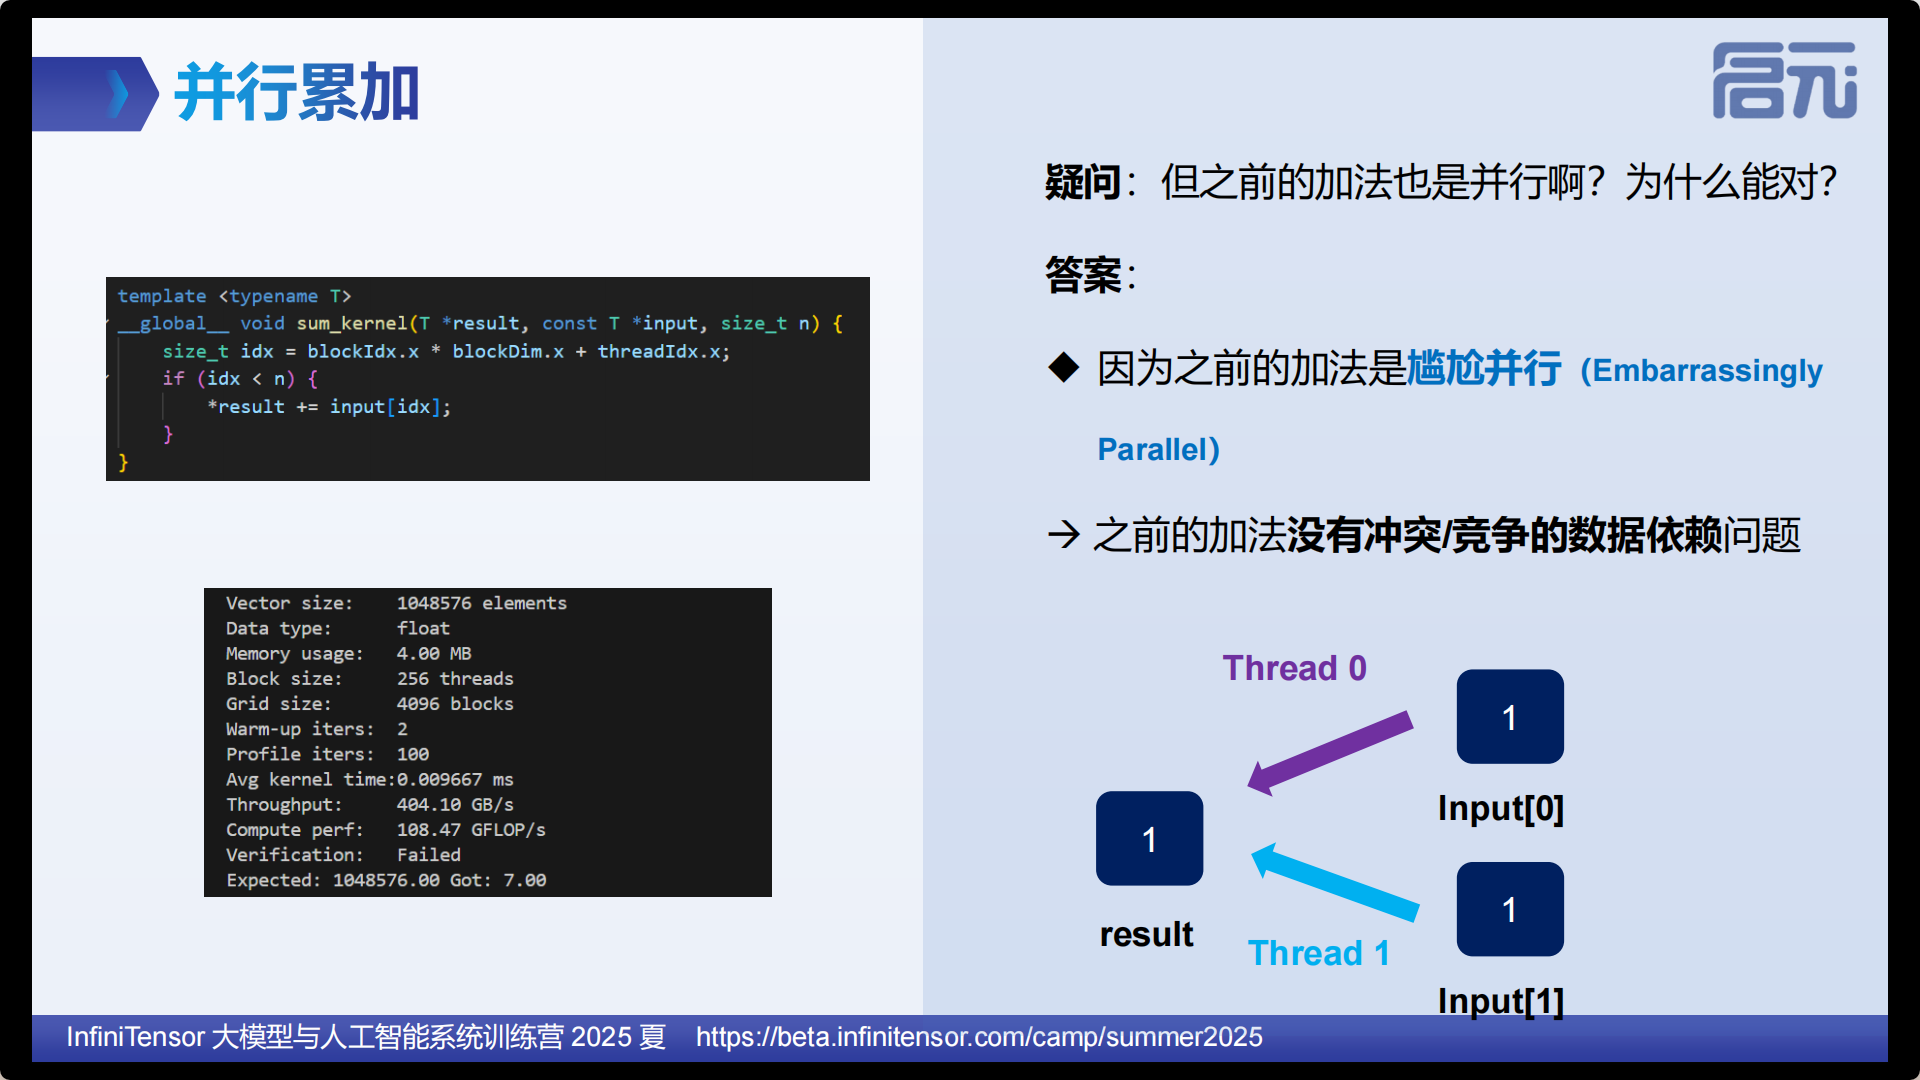 并行累加
启元
template <typename T>
__global__ void sum_kernel(T *result, const T *input, size_t n) {
    size_t idx = blockIdx.x * blockDim.x + threadIdx.x;
    if (idx < n) {
        *result += input[idx];
    }
}
Vector size:    1048576 elements
Data type:      float
Memory usage:   4.00 MB
Block size:     256 threads
Grid size:      4096 blocks
Warm-up iters:  2
Profile iters:  100
Avg kernel time:0.009667 ms
Throughput:     404.10 GB/s
Compute perf:   108.47 GFLOP/s
Verification:   Failed
Expected: 1048576.00 Got: 7.00
疑问：但之前的加法也是并行啊？为什么能对？
答案：
◆ 因为之前的加法是尴尬并行（Embarrassingly
Parallel）
→ 之前的加法没有冲突/竞争的数据依赖问题
Thread 0
1
Input[0]
1
result
Thread 1
1
Input[1]
InfiniTensor 大模型与人工智能系统训练营 2025 夏 https://beta.infinitensor.com/camp/summer2025